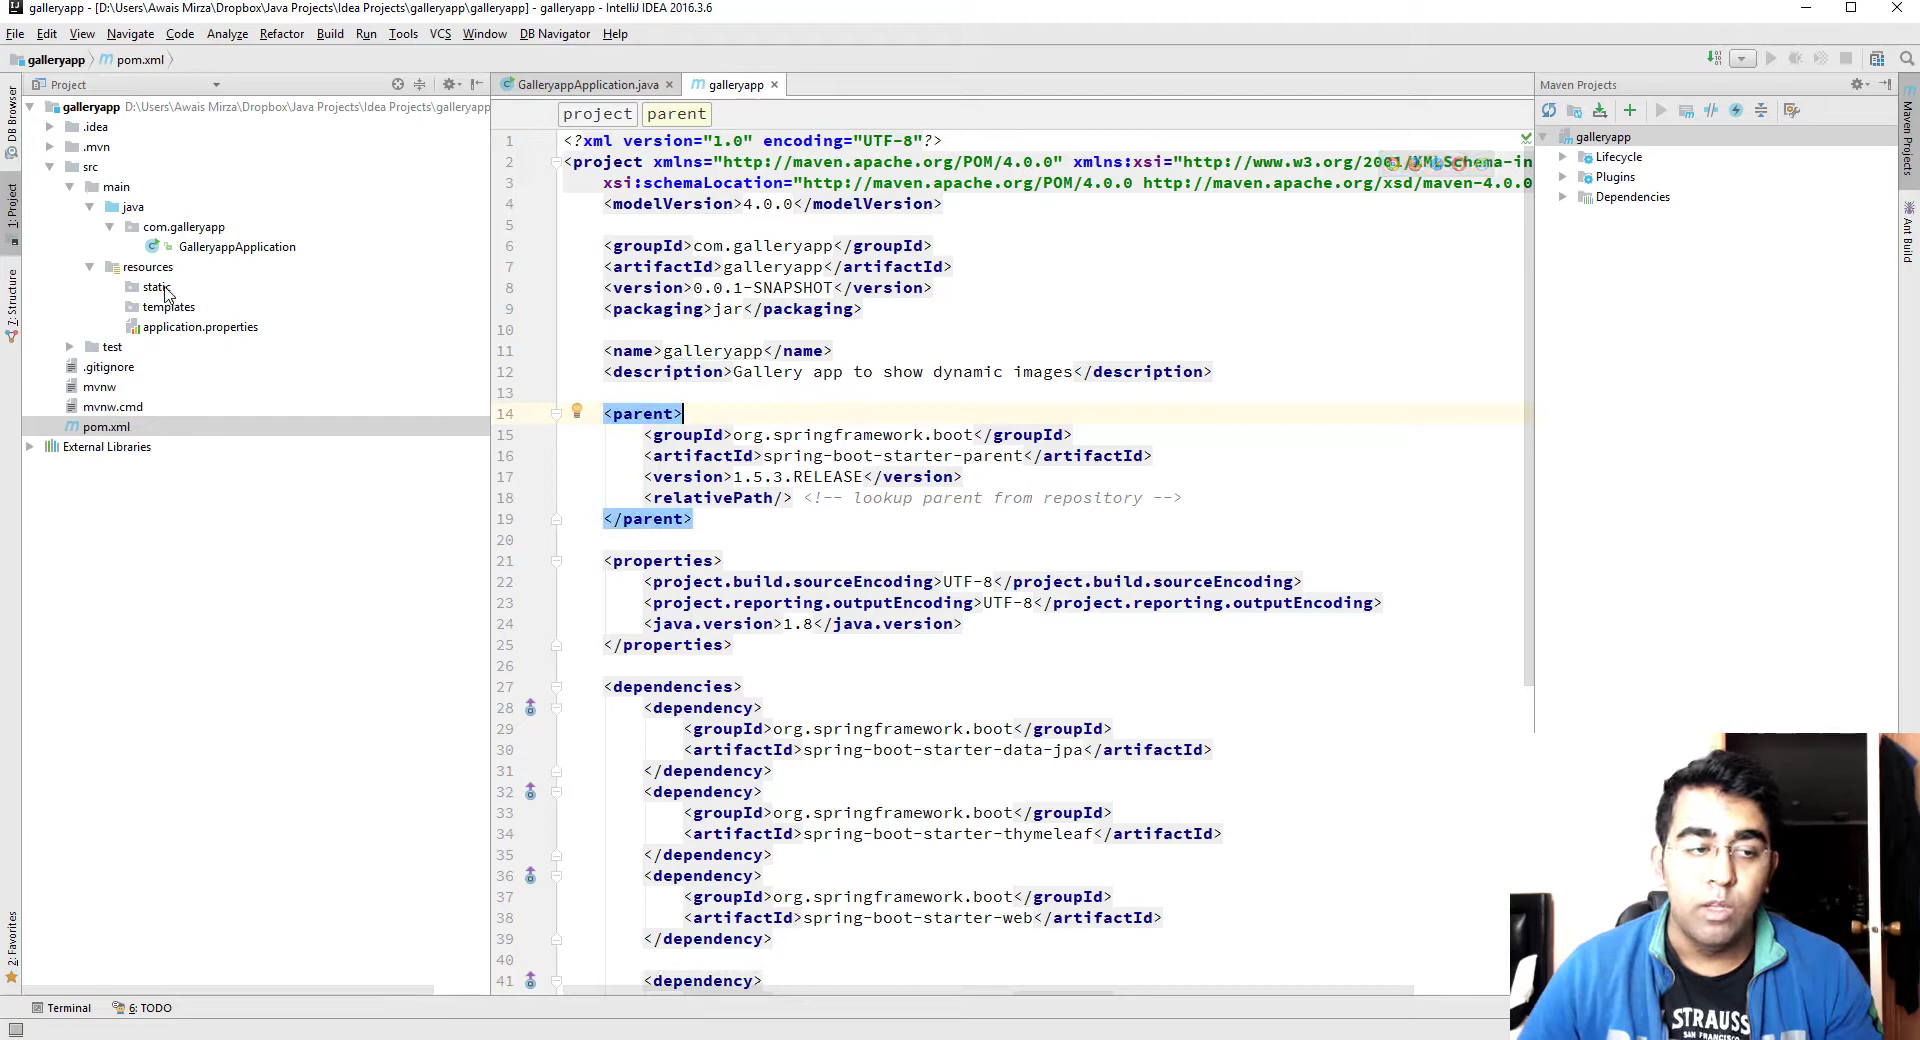 galleryapp - [D:\Users\Awais Mirza\Dropbox\Java Projects\Idea Projects\galleryapp\galleryapp] - galleryapp - IntelliJ IDEA 2016.3.6
File Edit View Navigate Code Analyze Refactor Build Run Tools VCS Window DB Navigator Help
galleryapp pom.xml
Project
GalleryappApplication.java
galleryapp
Maven Projects
DB Browser
1: Project
7: Structure
2: Favorites
galleryapp D:\Users\Awais Mirza\Dropbox\Java Projects\Idea Projects\galleryapp
.idea
.mvn
src
main
java
com.galleryapp
GalleryappApplication
resources
static
templates
application.properties
test
.gitignore
mvnw
mvnw.cmd
pom.xml
External Libraries
project parent
1 <?xml version="1.0" encoding="UTF-8"?>
2 <project xmlns="http://maven.apache.org/POM/4.0.0" xmlns:xsi="http://www.w3.org/2001/XMLSchema-in
3 xsi:schemaLocation="http://maven.apache.org/POM/4.0.0 http://maven.apache.org/xsd/maven-4.0.0
4 <modelVersion>4.0.0</modelVersion>
5
6 <groupId>com.galleryapp</groupId>
7 <artifactId>galleryapp</artifactId>
8 <version>0.0.1-SNAPSHOT</version>
9 <packaging>jar</packaging>
10
11 <name>galleryapp</name>
12 <description>Gallery app to show dynamic images</description>
13
14 <parent>
15 <groupId>org.springframework.boot</groupId>
16 <artifactId>spring-boot-starter-parent</artifactId>
17 <version>1.5.3.RELEASE</version>
18 <relativePath/> <!-- lookup parent from repository -->
19 </parent>
20
21 <properties>
22 <project.build.sourceEncoding>UTF-8</project.build.sourceEncoding>
23 <project.reporting.outputEncoding>UTF-8</project.reporting.outputEncoding>
24 <java.version>1.8</java.version>
25 </properties>
26
27 <dependencies>
28 <dependency>
29 <groupId>org.springframework.boot</groupId>
30 <artifactId>spring-boot-starter-data-jpa</artifactId>
31 </dependency>
32 <dependency>
33 <groupId>org.springframework.boot</groupId>
34 <artifactId>spring-boot-starter-thymeleaf</artifactId>
35 </dependency>
36 <dependency>
37 <groupId>org.springframework.boot</groupId>
38 <artifactId>spring-boot-starter-web</artifactId>
39 </dependency>
40
41 <dependency>
galleryapp
Lifecycle
Plugins
Dependencies
Maven Projects
Ant Build
Terminal 6: TODO
STRAUSS
SAN FRANCISCO